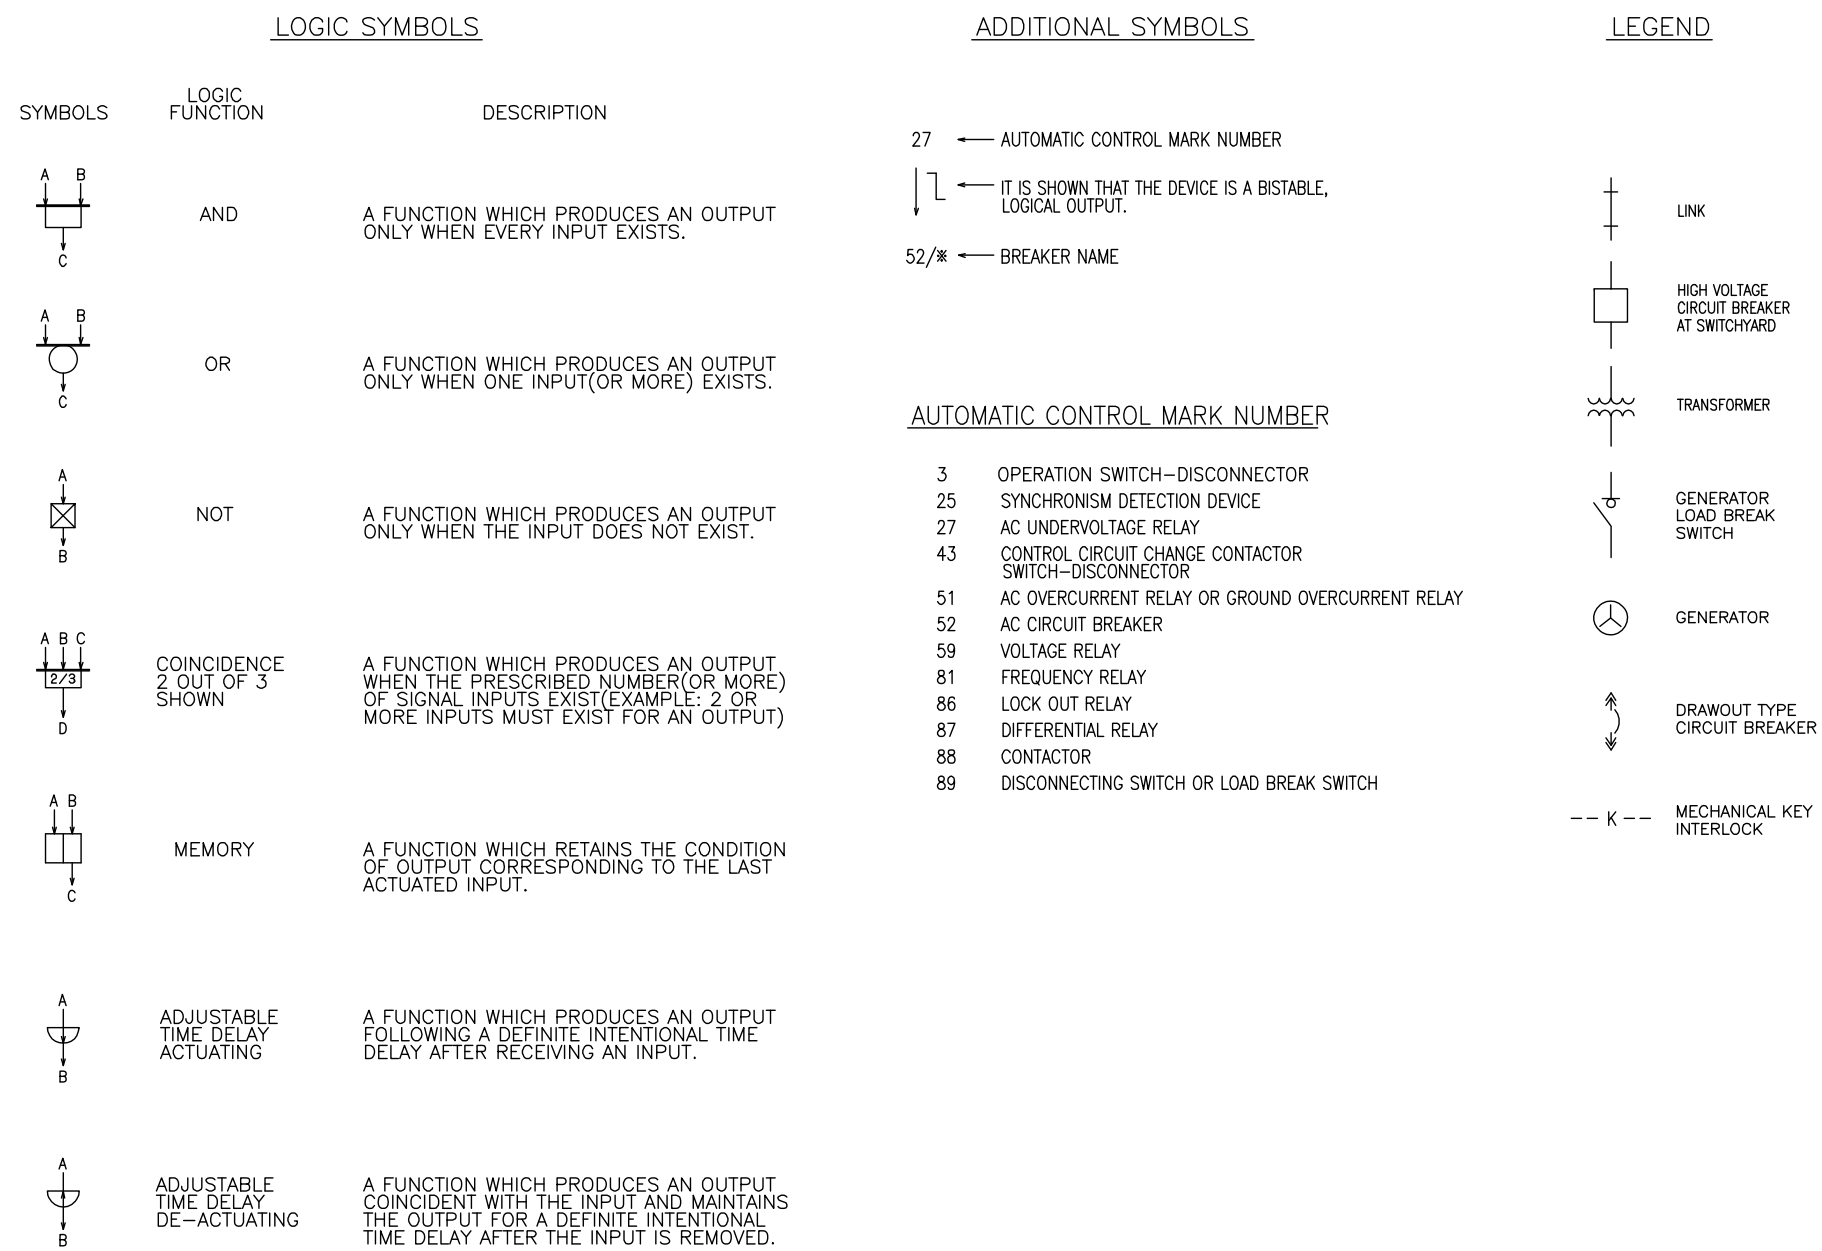 LOGIC SYMBOLS
SYMBOLS
LOGIC
FUNCTION
DESCRIPTION
A B
C
AND
A FUNCTION WHICH PRODUCES AN OUTPUT
ONLY WHEN EVERY INPUT EXISTS.
A B
C
OR
A FUNCTION WHICH PRODUCES AN OUTPUT
ONLY WHEN ONE INPUT(OR MORE) EXISTS.
A
B
NOT
A FUNCTION WHICH PRODUCES AN OUTPUT
ONLY WHEN THE INPUT DOES NOT EXIST.
A B C
2/3
D
COINCIDENCE
2 OUT OF 3
SHOWN
A FUNCTION WHICH PRODUCES AN OUTPUT
WHEN THE PRESCRIBED NUMBER(OR MORE)
OF SIGNAL INPUTS EXIST(EXAMPLE: 2 OR
MORE INPUTS MUST EXIST FOR AN OUTPUT)
A B
C
MEMORY
A FUNCTION WHICH RETAINS THE CONDITION
OF OUTPUT CORRESPONDING TO THE LAST
ACTUATED INPUT.
A
B
ADJUSTABLE
TIME DELAY
ACTUATING
A FUNCTION WHICH PRODUCES AN OUTPUT
FOLLOWING A DEFINITE INTENTIONAL TIME
DELAY AFTER RECEIVING AN INPUT.
A
B
ADJUSTABLE
TIME DELAY
DE-ACTUATING
A FUNCTION WHICH PRODUCES AN OUTPUT
COINCIDENT WITH THE INPUT AND MAINTAINS
THE OUTPUT FOR A DEFINITE INTENTIONAL
TIME DELAY AFTER THE INPUT IS REMOVED.
ADDITIONAL SYMBOLS
27 AUTOMATIC CONTROL MARK NUMBER
IT IS SHOWN THAT THE DEVICE IS A BISTABLE,
LOGICAL OUTPUT.
52/※ BREAKER NAME
AUTOMATIC CONTROL MARK NUMBER
3 OPERATION SWITCH-DISCONNECTOR
25 SYNCHRONISM DETECTION DEVICE
27 AC UNDERVOLTAGE RELAY
43 CONTROL CIRCUIT CHANGE CONTACTOR
SWITCH-DISCONNECTOR
51 AC OVERCURRENT RELAY OR GROUND OVERCURRENT RELAY
52 AC CIRCUIT BREAKER
59 VOLTAGE RELAY
81 FREQUENCY RELAY
86 LOCK OUT RELAY
87 DIFFERENTIAL RELAY
88 CONTACTOR
89 DISCONNECTING SWITCH OR LOAD BREAK SWITCH
LEGEND
LINK
HIGH VOLTAGE
CIRCUIT BREAKER
AT SWITCHYARD
TRANSFORMER
GENERATOR
LOAD BREAK
SWITCH
GENERATOR
DRAWOUT TYPE
CIRCUIT BREAKER
K
MECHANICAL KEY
INTERLOCK